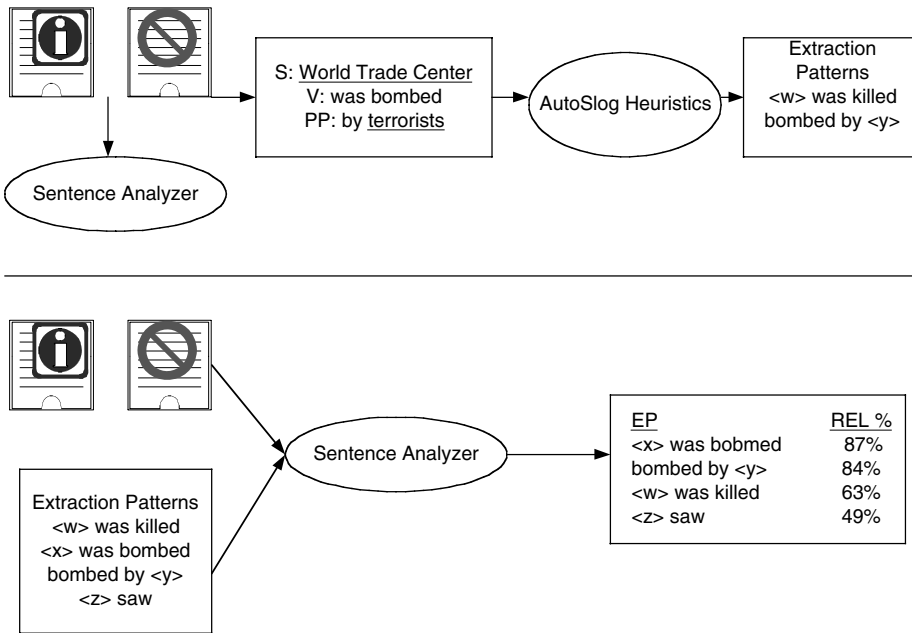 S: World Trade Center
V: was bombed
PP: by terrorists
AutoSlog Heuristics
Extraction
Patterns
<w> was killed
bombed by <y>
Sentence Analyzer
Extraction Patterns
<w> was killed
<x> was bombed
bombed by <y>
<z> saw
Sentence Analyzer
EP REL %
<x> was bobmed 87%
bombed by <y> 84%
<w> was killed 63%
<z> saw 49%